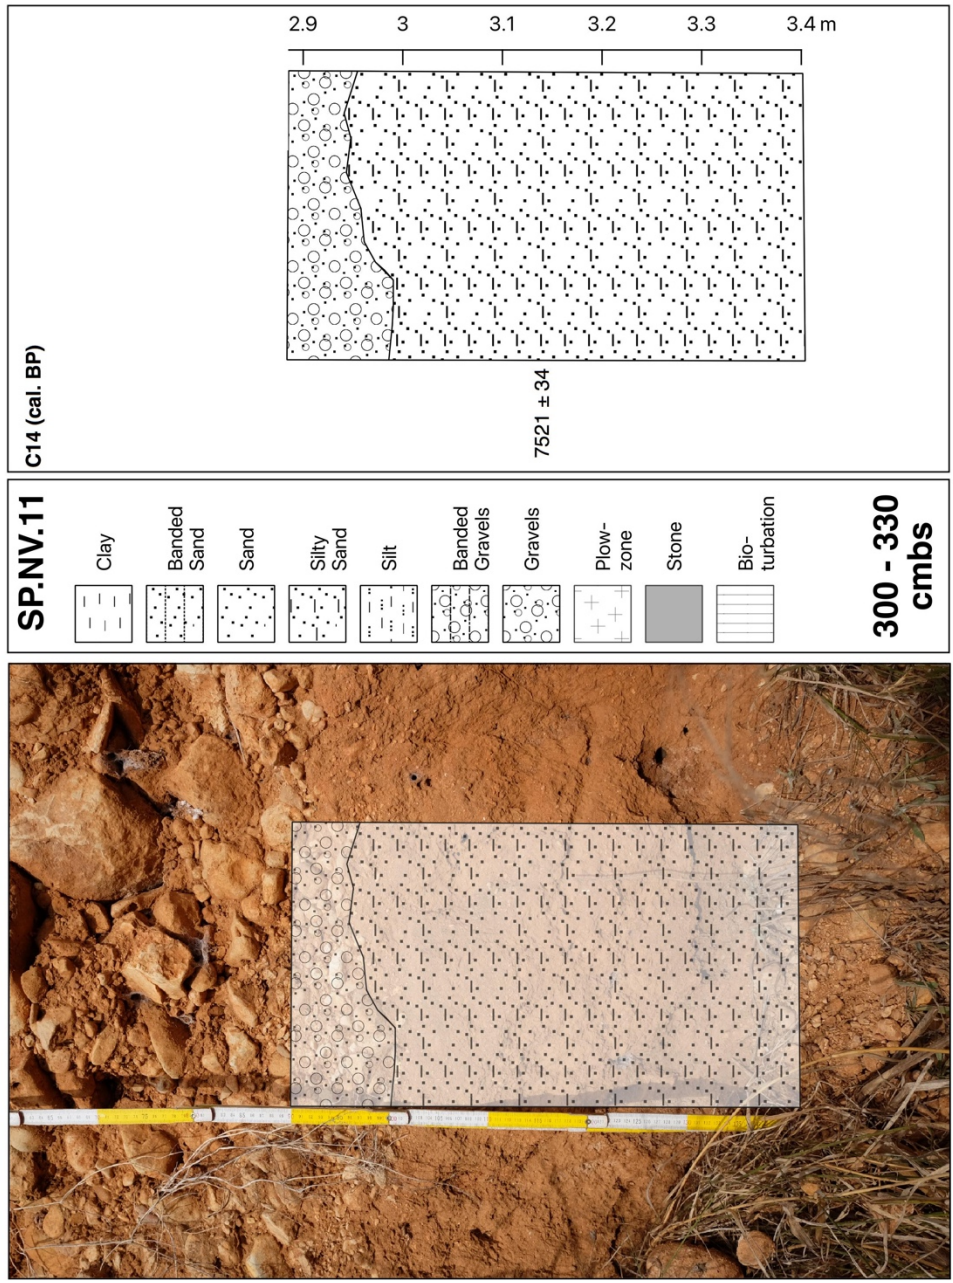 2.9
3
3.1
3.2
3.3
3.4 m
C14 (cal. BP)
7521 ± 34
SP.NV.11
Clay
Banded
Sand
Sand
Silty
Sand
Silt
Banded
Gravels
Gravels
Plow-
zone
Stone
Bio-
turbation
300 - 330
cmbs